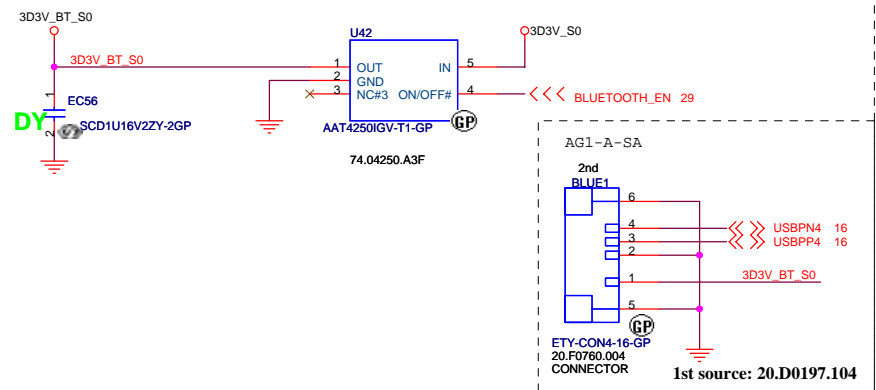 3D3V_BT_S0
3D3V_BT_S0
1
EC56
DY
SCD1U16V2ZY-2GP
2
U42
1
OUT
IN
5
2
GND
3
NC#3
ON/OFF#
4
AAT4250IGV-T1-GP
GP
74.04250.A3F
3D3V_S0
BLUETOOTH_EN 29
AG1-A-SA
2nd
BLUE1
6
4
USBPN4 16
3
USBPP4 16
2
1
3D3V_BT_S0
5
GP
ETY-CON4-16-GP
20.F0760.004
CONNECTOR
1st source: 20.D0197.104